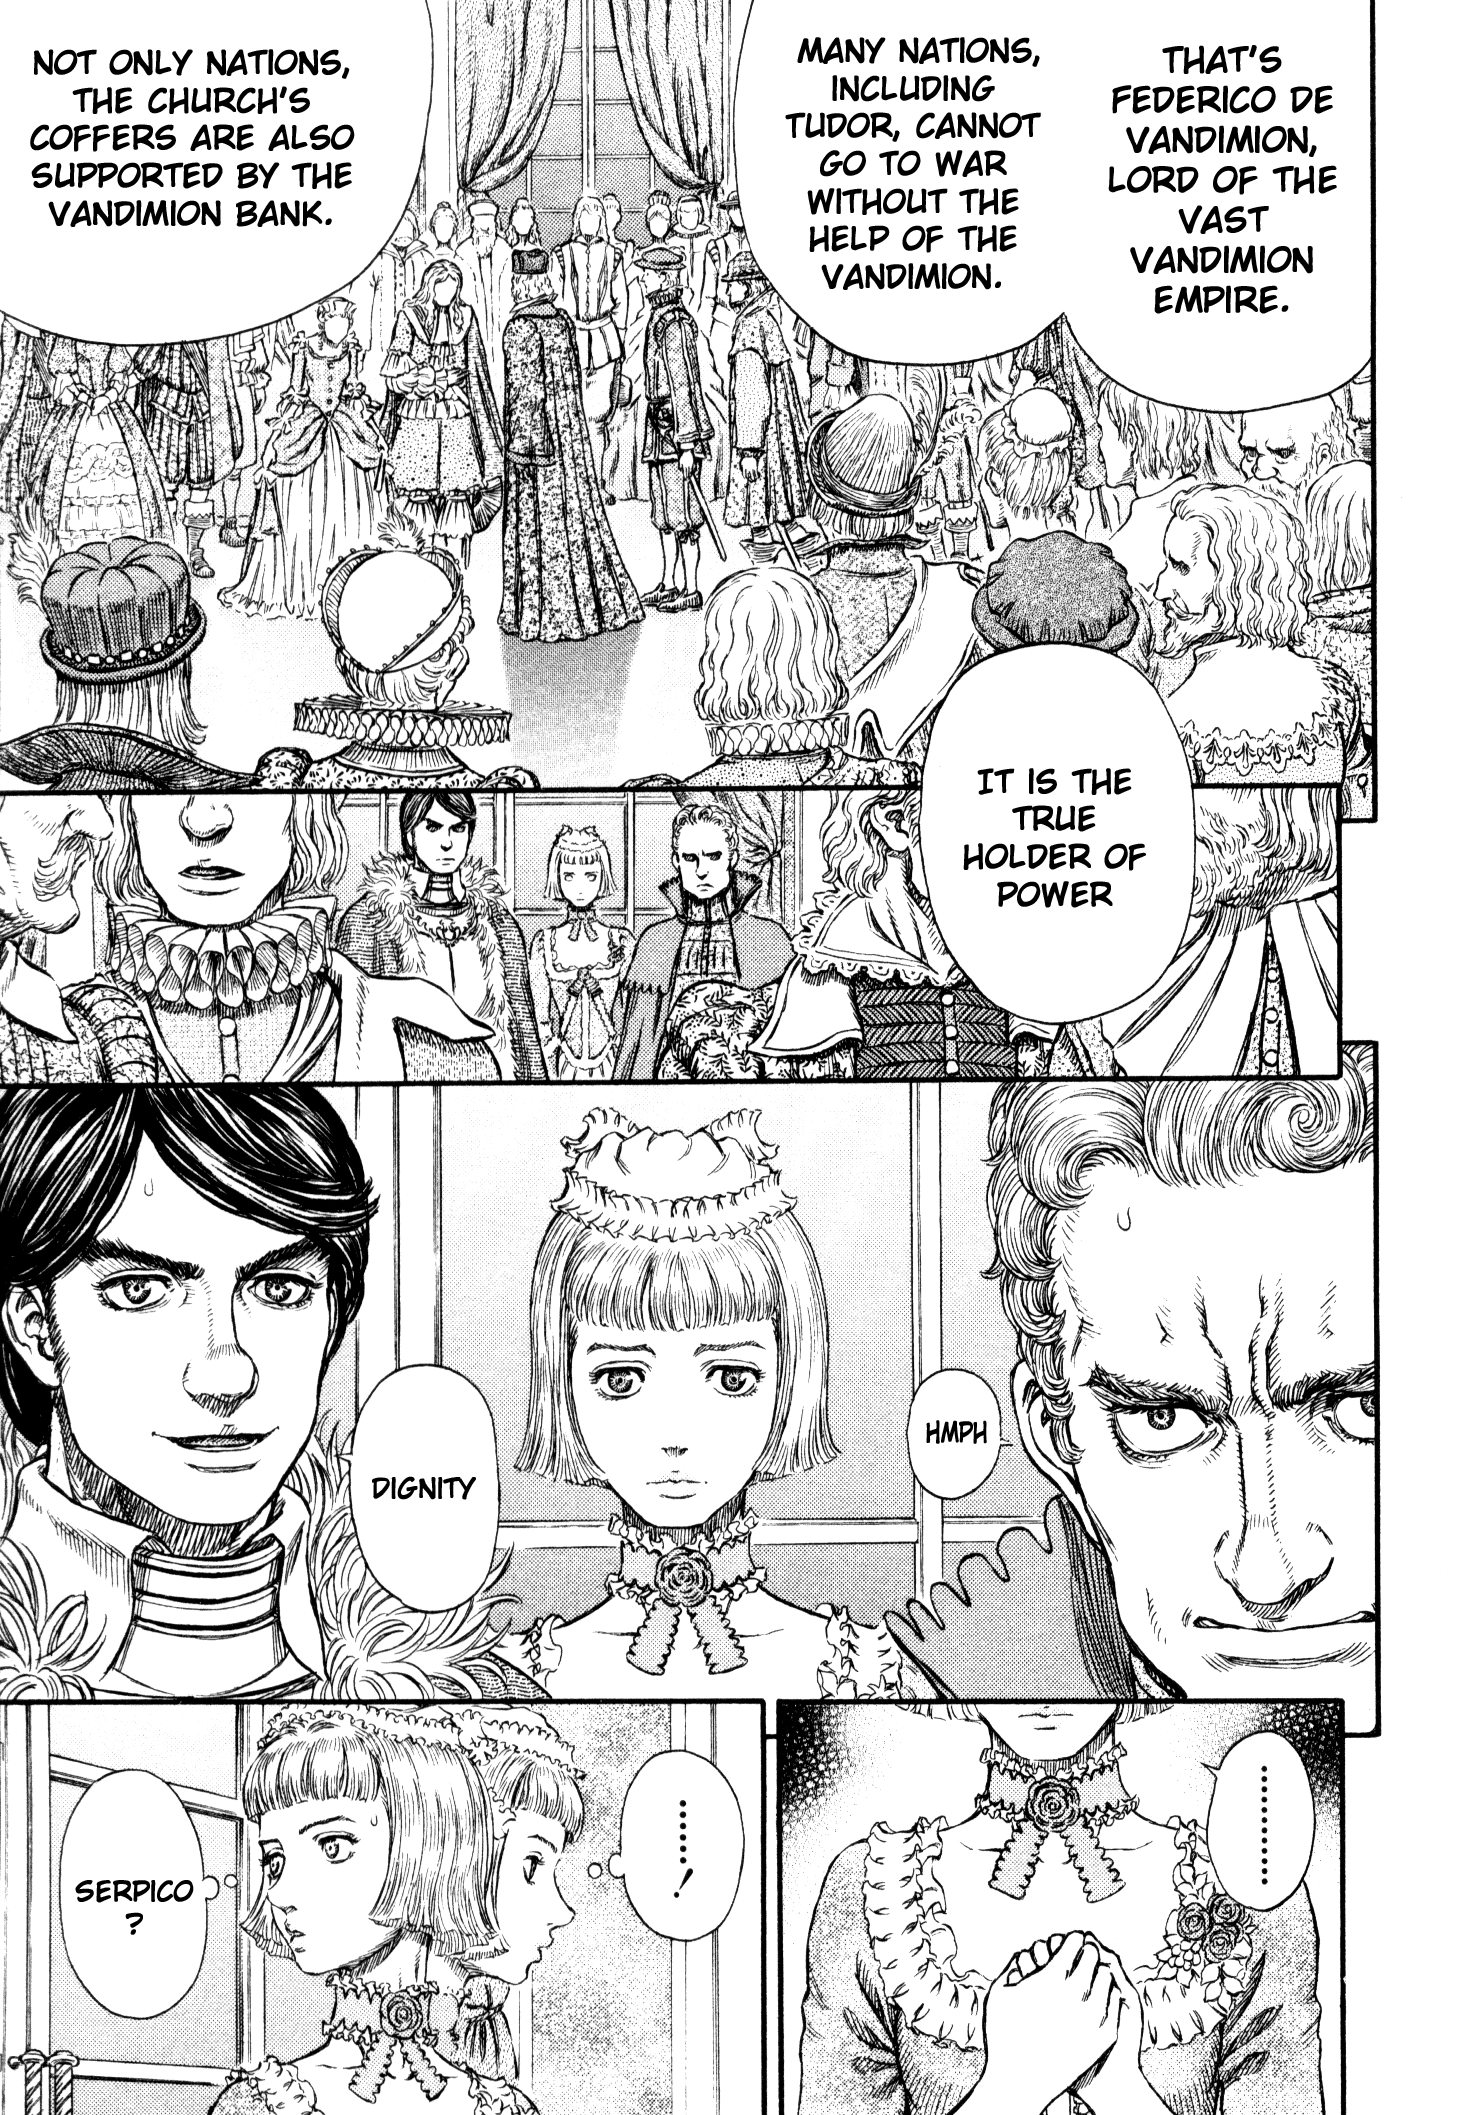 THAT'S
FEDERICO DE
VANDIMION,
LORD OF THE
VAST
VANDIMION
EMPIRE.
MANY NATIONS,
INCLUDING
TUDOR, CANNOT
GO TO WAR
WITHOUT THE
HELP OF THE
VANDIMION.
NOT ONLY NATIONS,
THE CHURCH'S
COFFERS ARE ALSO
SUPPORTED BY THE
VANDIMION BANK.
IT IS THE
TRUE
HOLDER OF
POWER
HMPH
DIGNITY
..........
......!
SERPICO
?